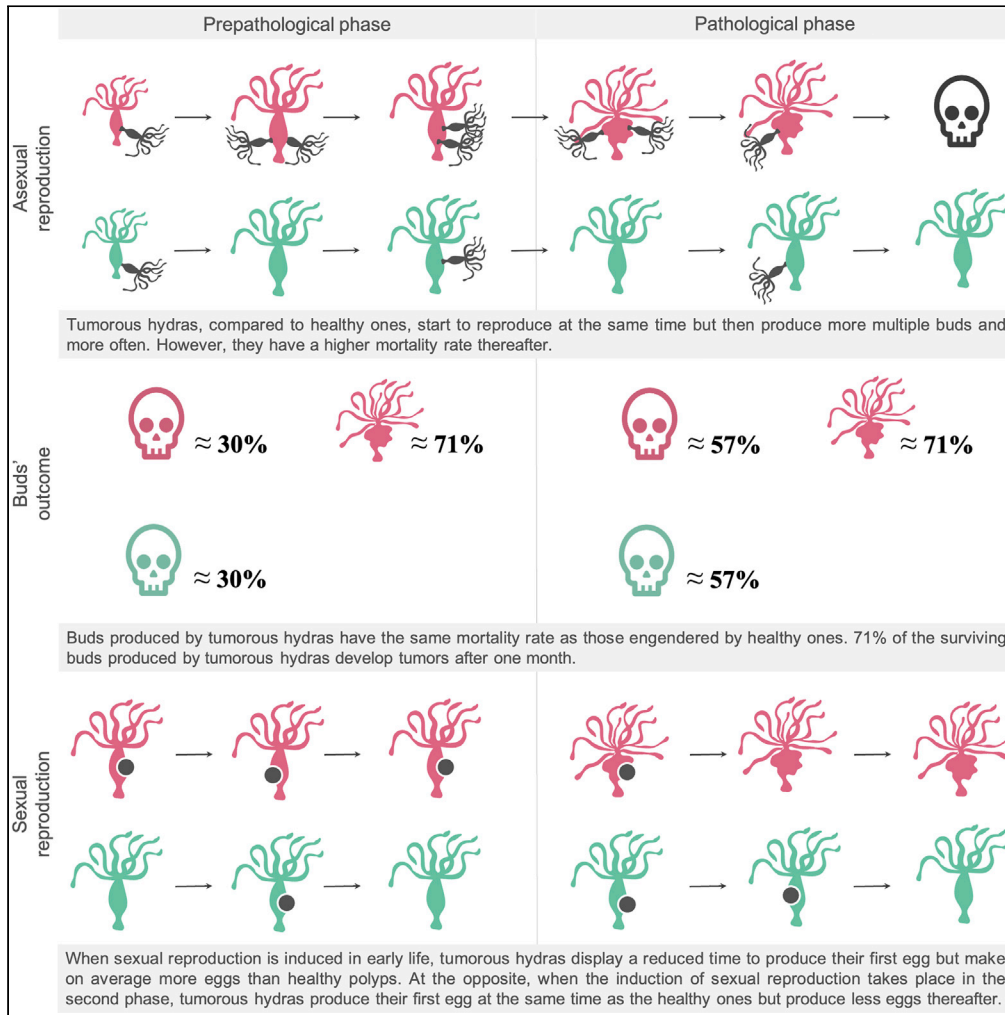 Prepathological phase
Pathological phase
Asexual
reproduction
Tumorous hydras, compared to healthy ones, start to reproduce at the same time but then produce more multiple buds and
more often. However, they have a higher mortality rate thereafter.
Buds'
outcome
≈ 30%
≈ 71%
≈ 57%
≈ 71%
≈ 30%
≈ 57%
Buds produced by tumorous hydras have the same mortality rate as those engendered by healthy ones. 71% of the surviving
buds produced by tumorous hydras develop tumors after one month.
Sexual
reproduction
When sexual reproduction is induced in early life, tumorous hydras display a reduced time to produce their first egg but make
on average more eggs than healthy polyps. At the opposite, when the induction of sexual reproduction takes place in the
second phase, tumorous hydras produce their first egg at the same time as the healthy ones but produce less eggs thereafter.